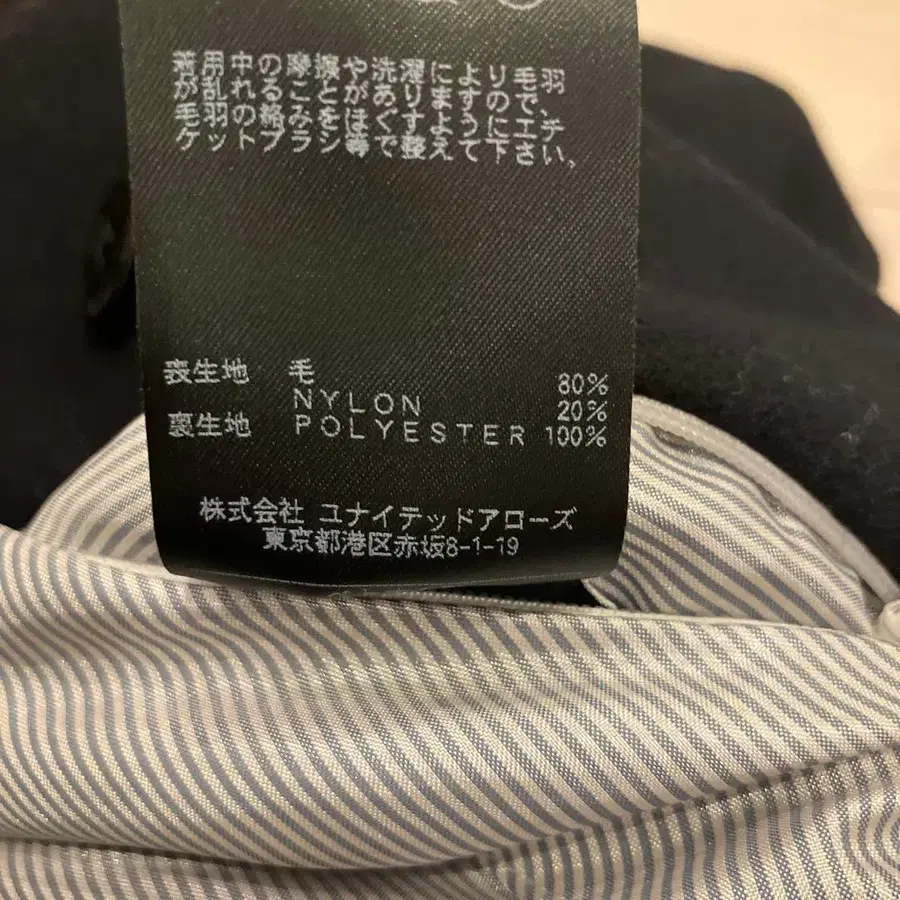 着用中の摩擦や洗濯により毛羽
が乱れることがありますので、
毛羽の絡みをほぐすようにエチ
ケットブラシ等で整えて下さい。
表生地 毛 80%
NYLON 20%
裏生地 POLYESTER 100%
株式会社 ユナイテッドアローズ
東京都港区赤坂8-1-19